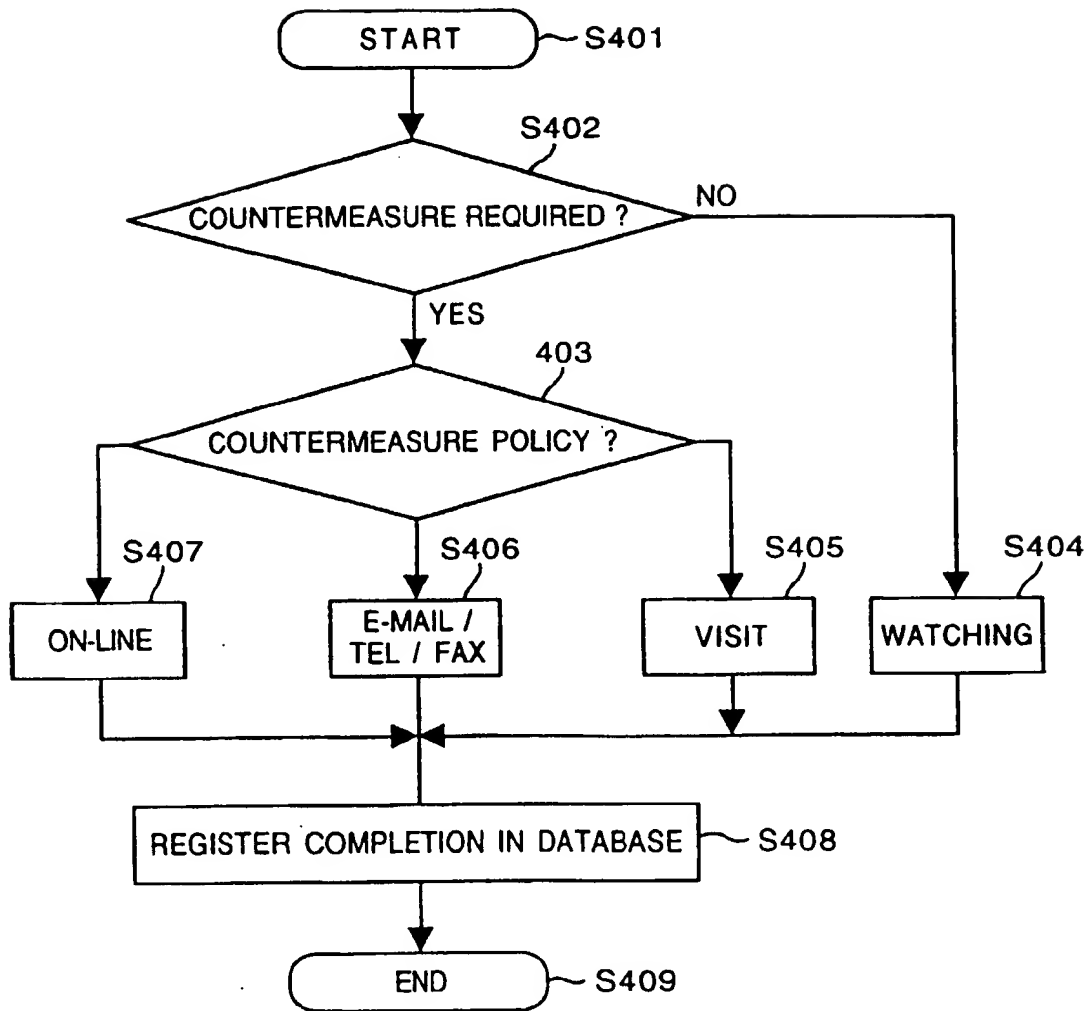 START
S401
S402
COUNTERMEASURE REQUIRED ?
NO
YES
403
COUNTERMEASURE POLICY ?
S407
S406
S405
S404
ON-LINE
E-MAIL /
TEL / FAX
VISIT
WATCHING
REGISTER COMPLETION IN DATABASE
S408
END
S409